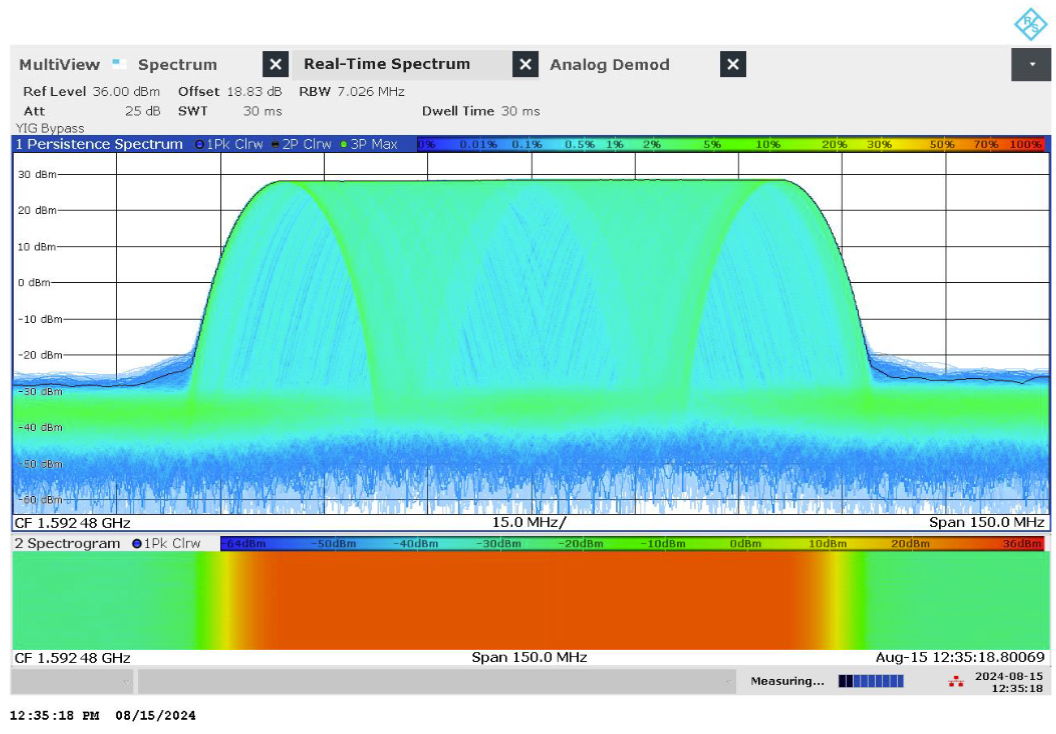 R&S
MultiView Spectrum Real-Time Spectrum Analog Demod
Ref Level 36.00 dBm Offset 18.83 dB RBW 7.026 MHz
Att 25 dB SWT 30 ms Dwell Time 30 ms
YIG Bypass
1 Persistence Spectrum 1Pk Clrw 2P Clrw 3P Max 0% 0.01% 0.1% 0.5% 1% 2% 5% 10% 20% 30% 50% 70% 100%
30 dBm
20 dBm
10 dBm
0 dBm
-10 dBm
-20 dBm
-30 dBm
-40 dBm
-50 dBm
-60 dBm
CF 1.592 48 GHz 15.0 MHz/ Span 150.0 MHz
2 Spectrogram 1Pk Clrw -64dBm -50dBm -40dBm -30dBm -20dBm -10dBm 0dBm 10dBm 20dBm 36dBm
CF 1.592 48 GHz Span 150.0 MHz Aug-15 12:35:18.80069
Measuring... 2024-08-15
12:35:18
12:35:18 PM 08/15/2024